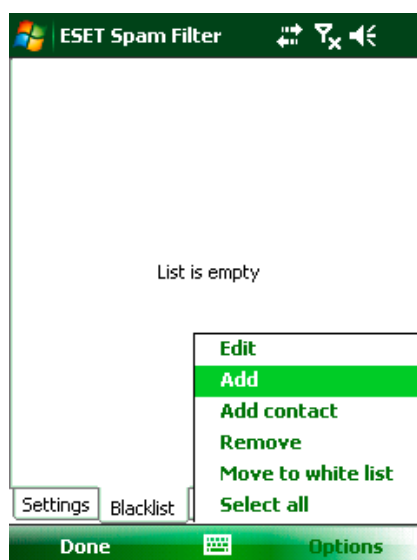 ESET Spam Filter
List is empty
Edit
Add
Add contact
Remove
Move to white list
Select all
Settings
Blacklist
Done
Options